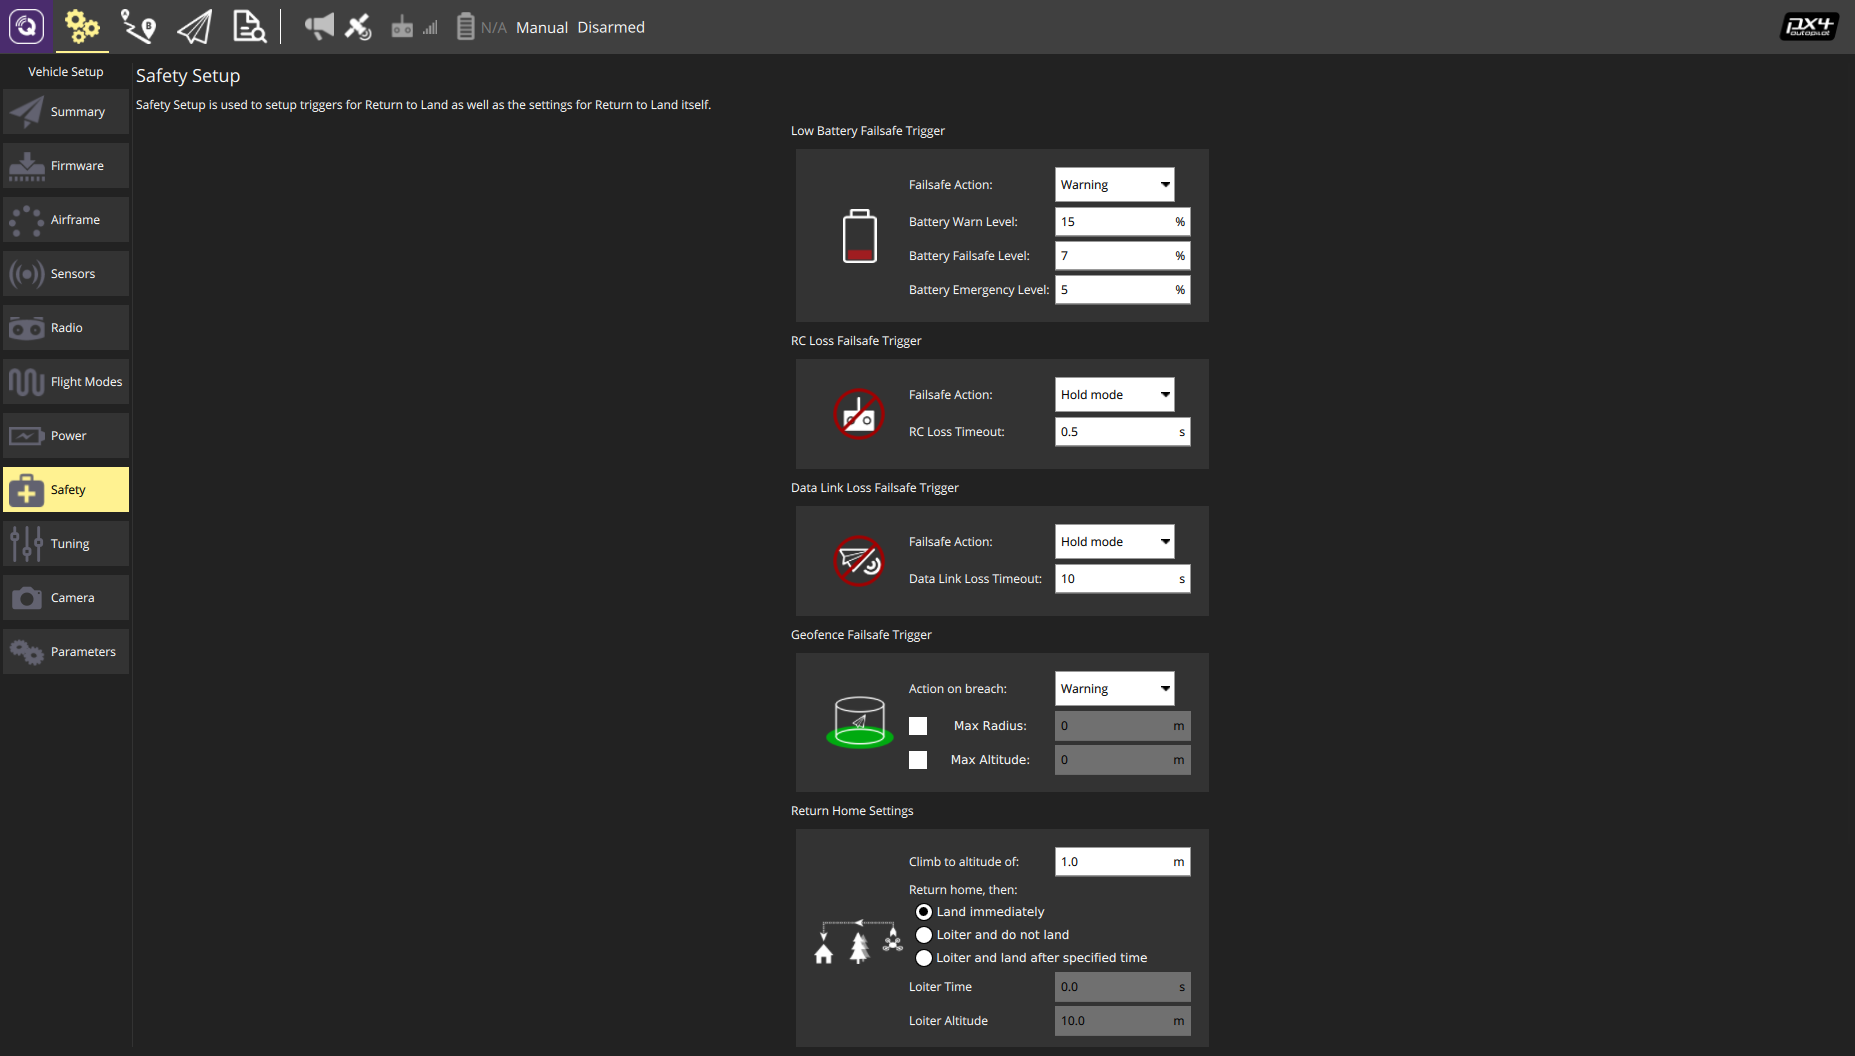 N/A Manual Disarmed
px4
autopilot
Vehicle Setup
Summary
Firmware
Airframe
Sensors
Radio
Flight Modes
Power
Safety
Tuning
Camera
Parameters
Safety Setup
Safety Setup is used to setup triggers for Return to Land as well as the settings for Return to Land itself.
Low Battery Failsafe Trigger
Failsafe Action: Warning
Battery Warn Level: 15 %
Battery Failsafe Level: 7 %
Battery Emergency Level: 5 %
RC Loss Failsafe Trigger
Failsafe Action: Hold mode
RC Loss Timeout: 0.5 s
Data Link Loss Failsafe Trigger
Failsafe Action: Hold mode
Data Link Loss Timeout: 10 s
Geofence Failsafe Trigger
Action on breach: Warning
Max Radius: 0 m
Max Altitude: 0 m
Return Home Settings
Climb to altitude of: 1.0 m
Return home, then:
Land immediately
Loiter and do not land
Loiter and land after specified time
Loiter Time 0.0 s
Loiter Altitude 10.0 m